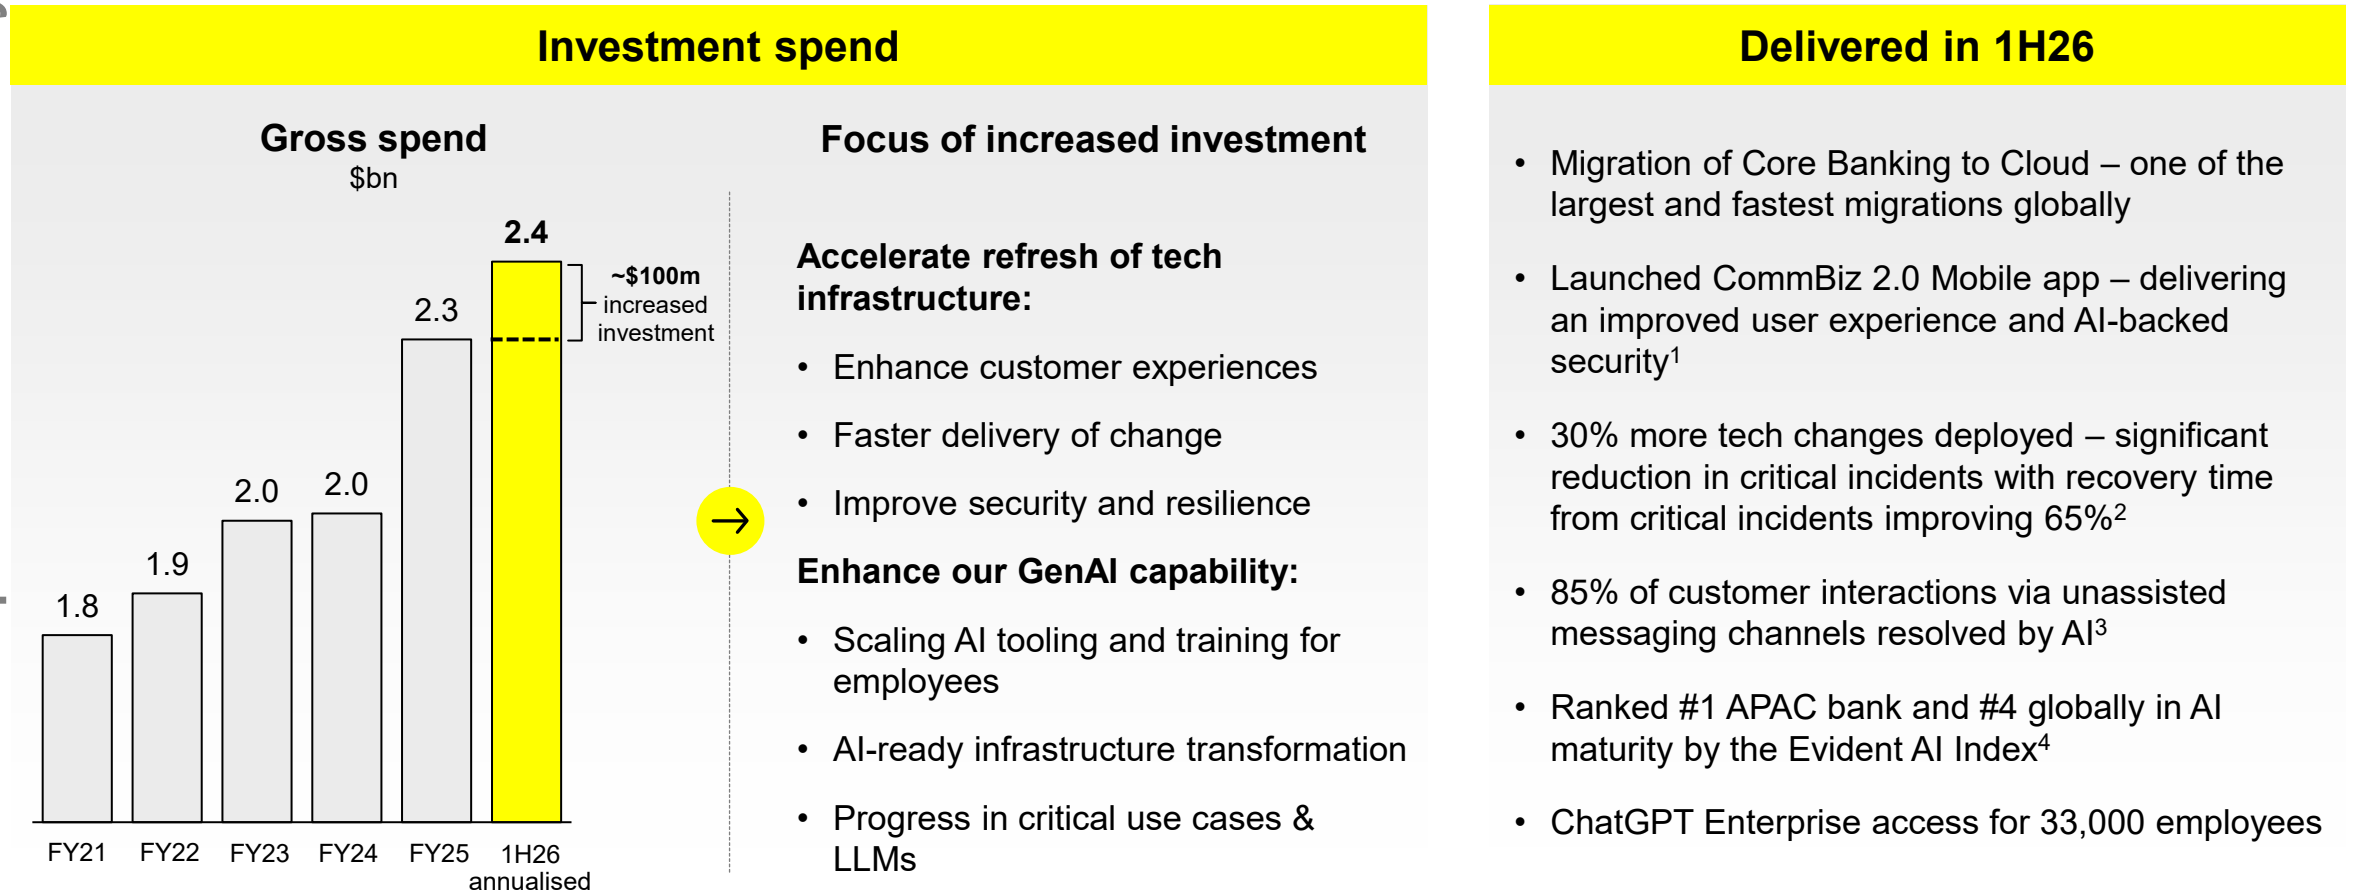 Investment spend
Gross spend
$bn
2.4
~$100m
increased
investment
2.3
2.0
2.0
1.9
1.8
FY21
FY22
FY23
FY24
FY25
1H26
annualised
Focus of increased investment
Accelerate refresh of tech
infrastructure:
• Enhance customer experiences
• Faster delivery of change
• Improve security and resilience
Enhance our GenAI capability:
• Scaling AI tooling and training for
employees
• AI-ready infrastructure transformation
• Progress in critical use cases &
LLMs
Delivered in 1H26
• Migration of Core Banking to Cloud – one of the
largest and fastest migrations globally
• Launched CommBiz 2.0 Mobile app – delivering
an improved user experience and AI-backed
security¹
• 30% more tech changes deployed – significant
reduction in critical incidents with recovery time
from critical incidents improving 65%²
• 85% of customer interactions via unassisted
messaging channels resolved by AI³
• Ranked #1 APAC bank and #4 globally in AI
maturity by the Evident AI Index⁴
• ChatGPT Enterprise access for 33,000 employees